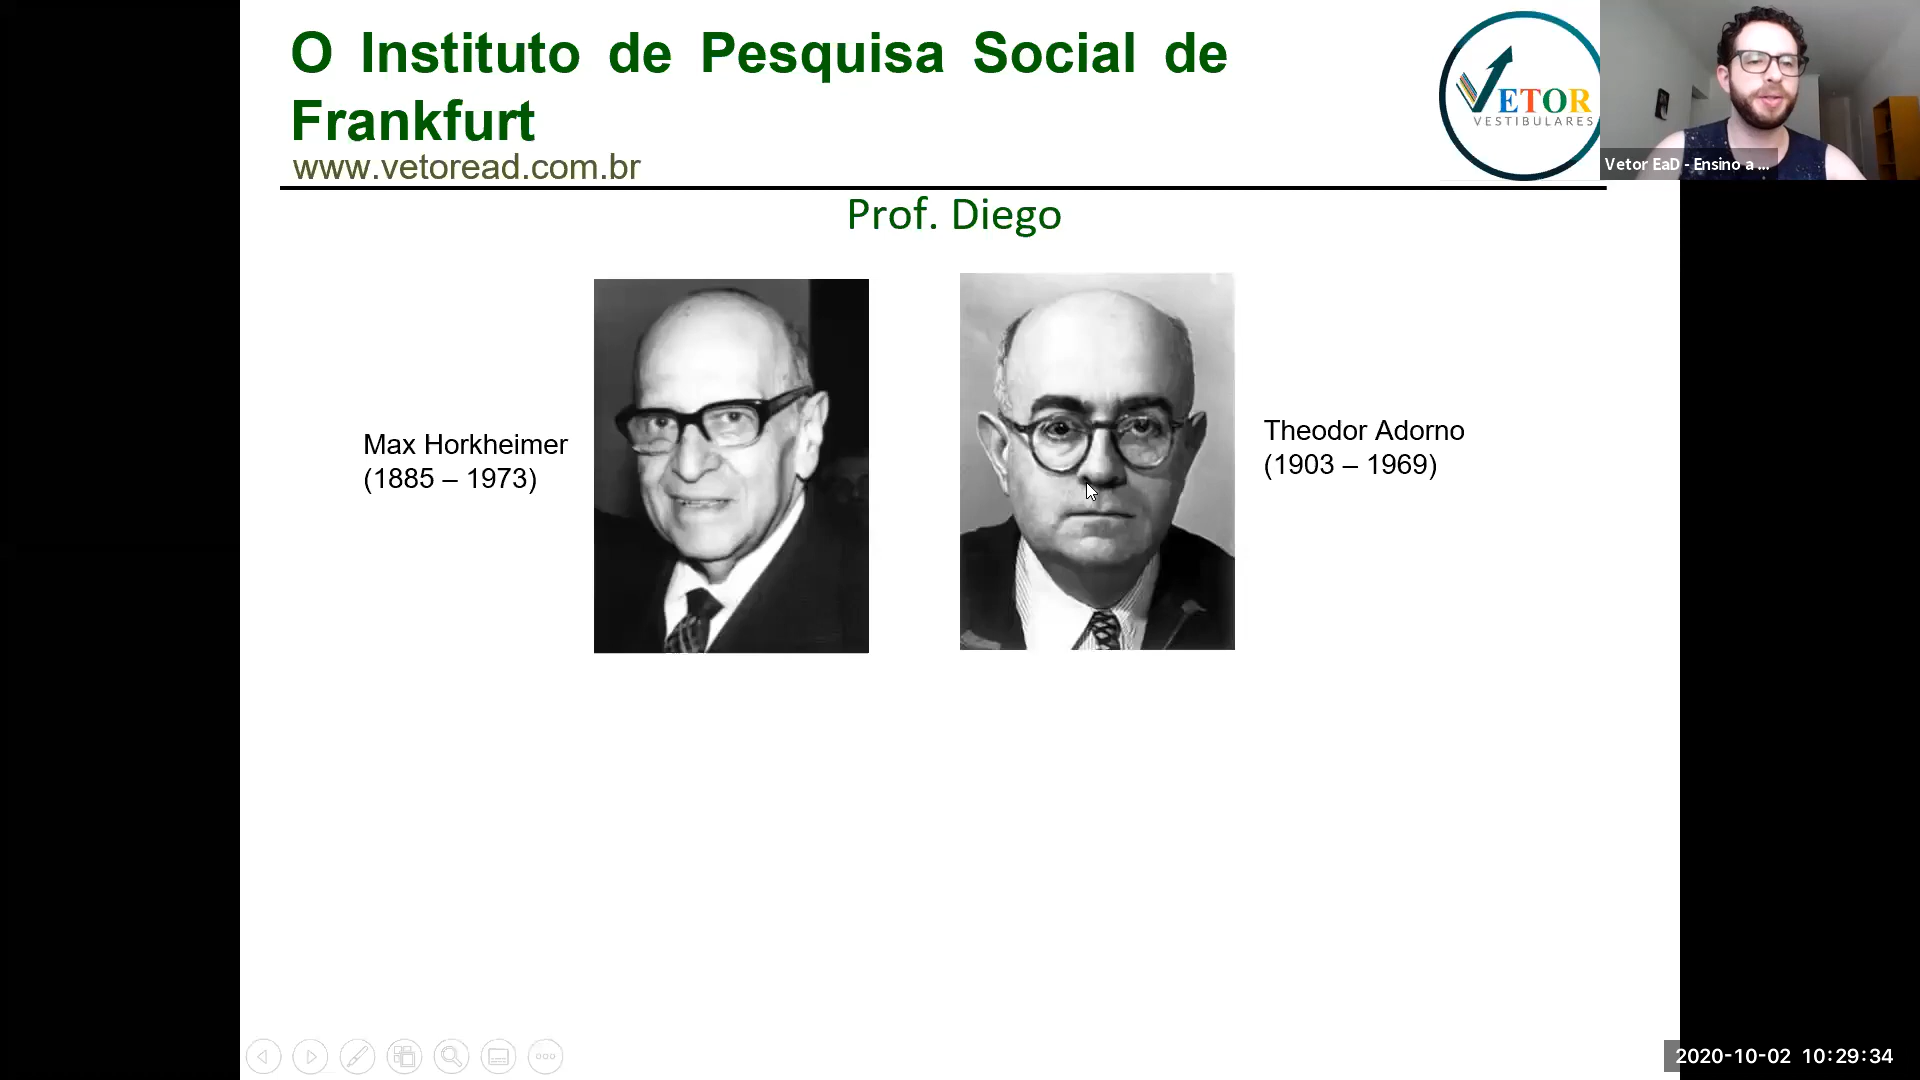 O Instituto de Pesquisa Social de
Frankfurt
www.vetoread.com.br
VETOR
VESTIBULARES
Vetor EaD - Ensino a ...
Prof. Diego
Max Horkheimer
(1885 – 1973)
Theodor Adorno
(1903 – 1969)
2020-10-02 10:29:34